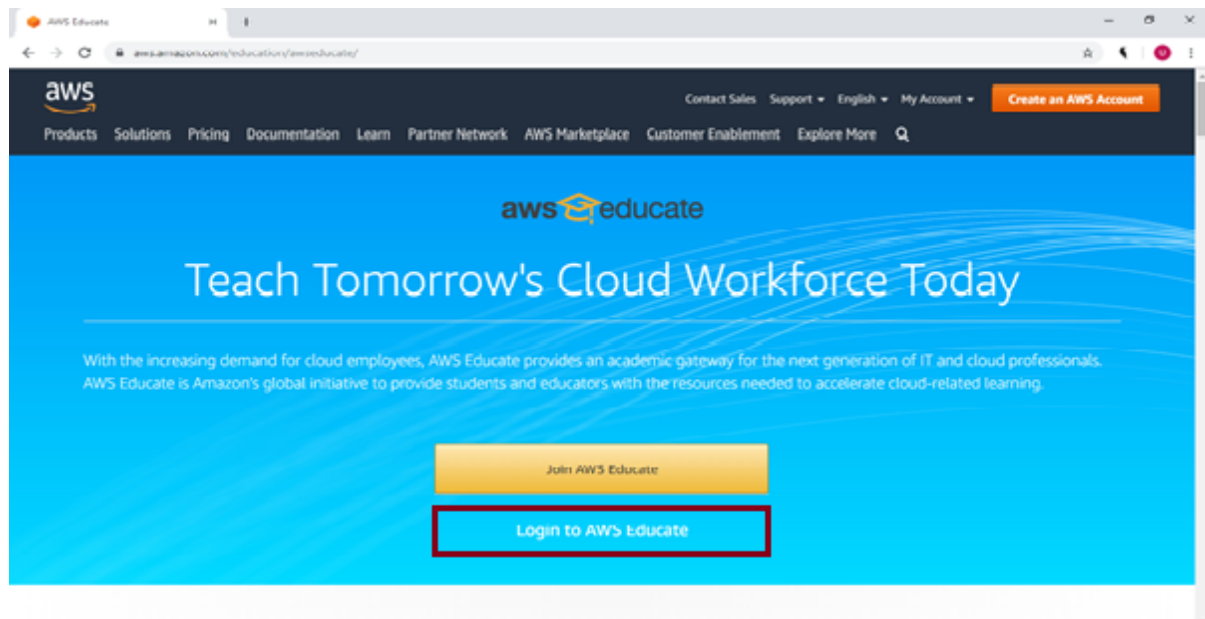 AWS Educate
aws.amazon.com/education/awseducate/
aws
Contact Sales Support English My Account Create an AWS Account
Products Solutions Pricing Documentation Learn Partner Network AWS Marketplace Customer Enablement Explore More
aws educate
Teach Tomorrow's Cloud Workforce Today
With the increasing demand for cloud employees, AWS Educate provides an academic gateway for the next generation of IT and cloud professionals.
AWS Educate is Amazon's global initiative to provide students and educators with the resources needed to accelerate cloud-related learning.
Join AWS Educate
Login to AWS Educate